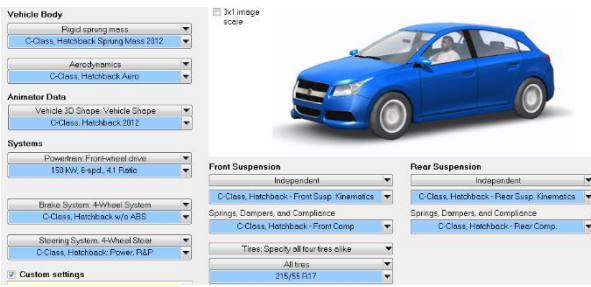 Vehicle Body
Rigid sprung mass
C-Class, Hatchback Sprung Mass 2012
Aerodynamics
C-Class, Hatchback Aero
Animator Data
Vehicle 3D Shape: Vehicle Shape
C-Class, Hatchback 2012
Systems
Powertrain: Front-wheel drive
150 kW, 6-spd., 4.1 Ratio
Brake System: 4-Wheel System
C-Class, Hatchback w/o ABS
Steering System: 4-Wheel Steer
C-Class, Hatchback: Power, R&P
Custom settings
3x1 image
scale
Front Suspension
Independent
C-Class, Hatchback - Front Susp. Kinematics
Springs, Dampers, and Compliance
C-Class, Hatchback - Front Comp
Tires: Specify all four tires alike
All tires
215/55 R17
Rear Suspension
Independent
C-Class, Hatchback - Rear Susp. Kinematics
Springs, Dampers, and Compliance
C-Class, Hatchback - Rear Comp.